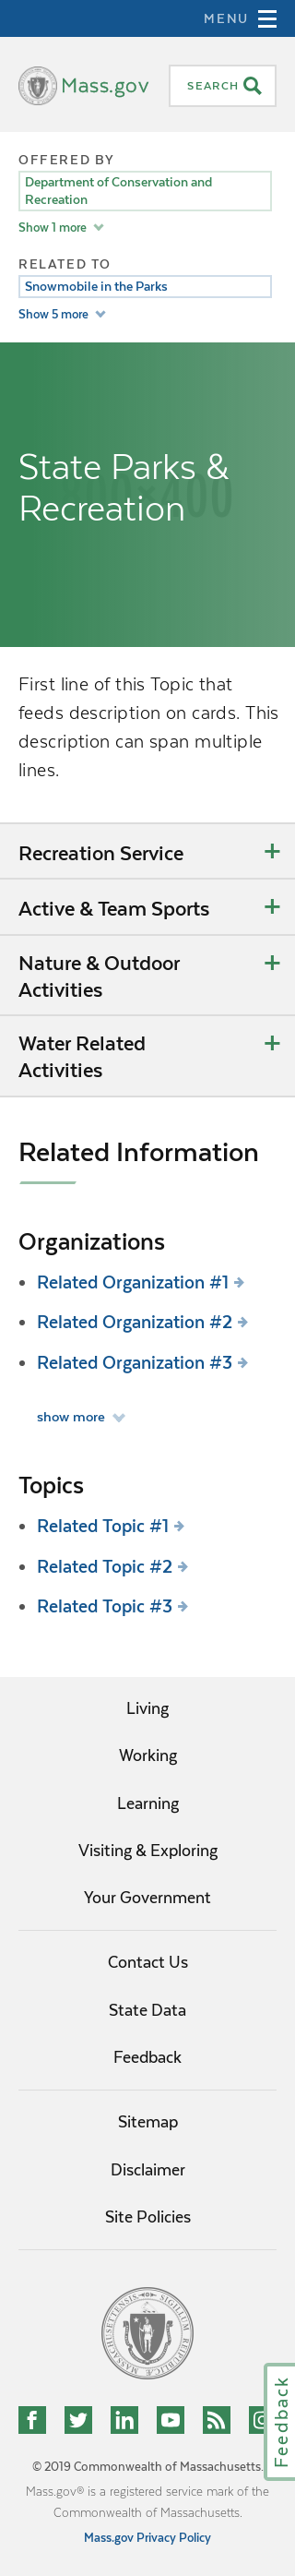 MENU
Mass.gov
SEARCH
OFFERED BY
Department of Conservation and
Recreation
Show 1 more
RELATED TO
Snowmobile in the Parks
Show 5 more
State Parks &
Recreation
First line of this Topic that
feeds description on cards. This
description can span multiple
lines.
Recreation Service
Active & Team Sports
Nature & Outdoor
Activities
Water Related
Activities
Related Information
Organizations
Related Organization #1
Related Organization #2
Related Organization #3
show more
Topics
Related Topic #1
Related Topic #2
Related Topic #3
Living
Working
Learning
Visiting & Exploring
Your Government
Contact Us
State Data
Feedback
Sitemap
Disclaimer
Site Policies
Feedback
© 2019 Commonwealth of Massachusetts.
Mass.gov® is a registered service mark of the
Commonwealth of Massachusetts.
Mass.gov Privacy Policy